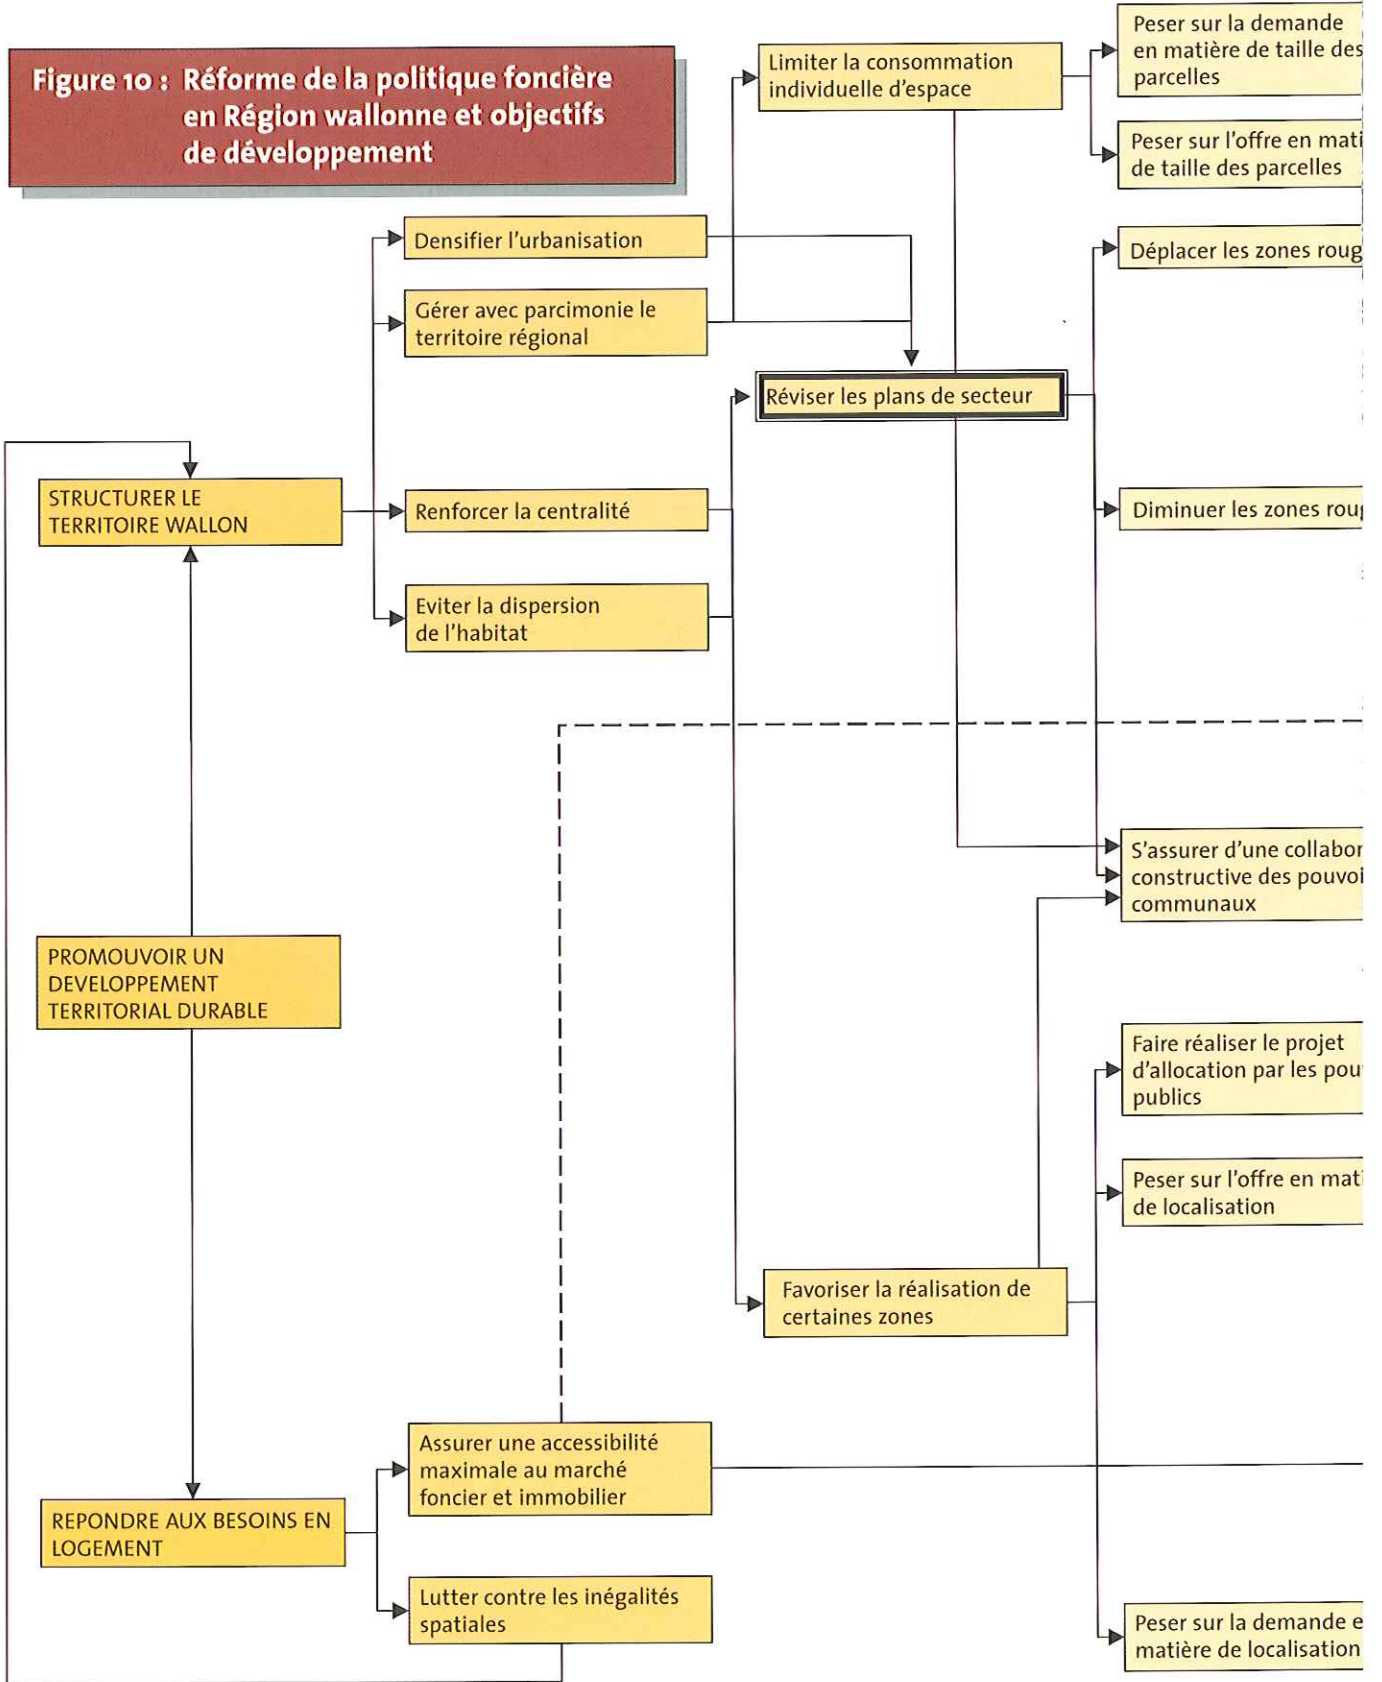 Figure 10 : Réforme de la politique foncière
en Région wallonne et objectifs
de développement
Limiter la consommation
individuelle d'espace
Peser sur la demande
en matière de taille des
parcelles
Peser sur l'offre en mati
de taille des parcelles
Densifier l'urbanisation
Gérer avec parcimonie le
territoire régional
Déplacer les zones roug
Réviser les plans de secteur
STRUCTURER LE
TERRITOIRE WALLON
Renforcer la centralité
Diminuer les zones roug
Eviter la dispersion
de l'habitat
S'assurer d'une collabor
constructive des pouvoi
communaux
PROMOUVOIR UN
DEVELOPPEMENT
TERRITORIAL DURABLE
Faire réaliser le projet
d'allocation par les pou
publics
Peser sur l'offre en mati
de localisation
Favoriser la réalisation de
certaines zones
Assurer une accessibilité
maximale au marché
foncier et immobilier
REPONDRE AUX BESOINS EN
LOGEMENT
Lutter contre les inégalités
spatiales
Peser sur la demande e
matière de localisation